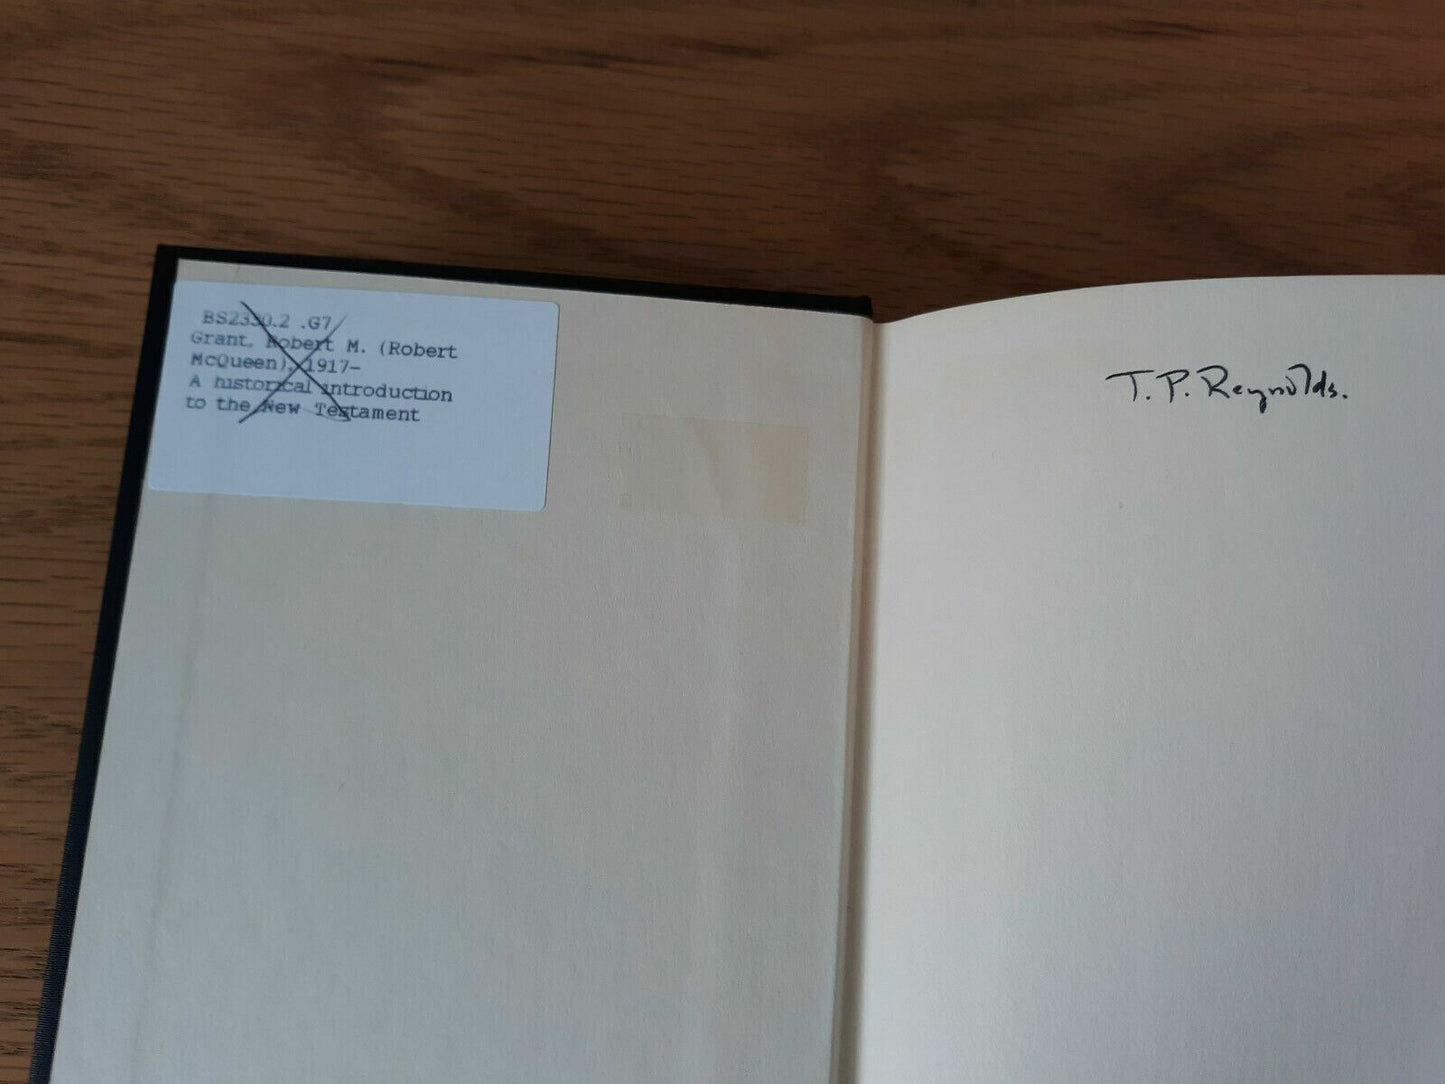 BS2330.2 .G7
Grant, Robert M. (Robert
McQueen), 1917-
A historical introduction
to the New Testament
T. P. Reynolds.